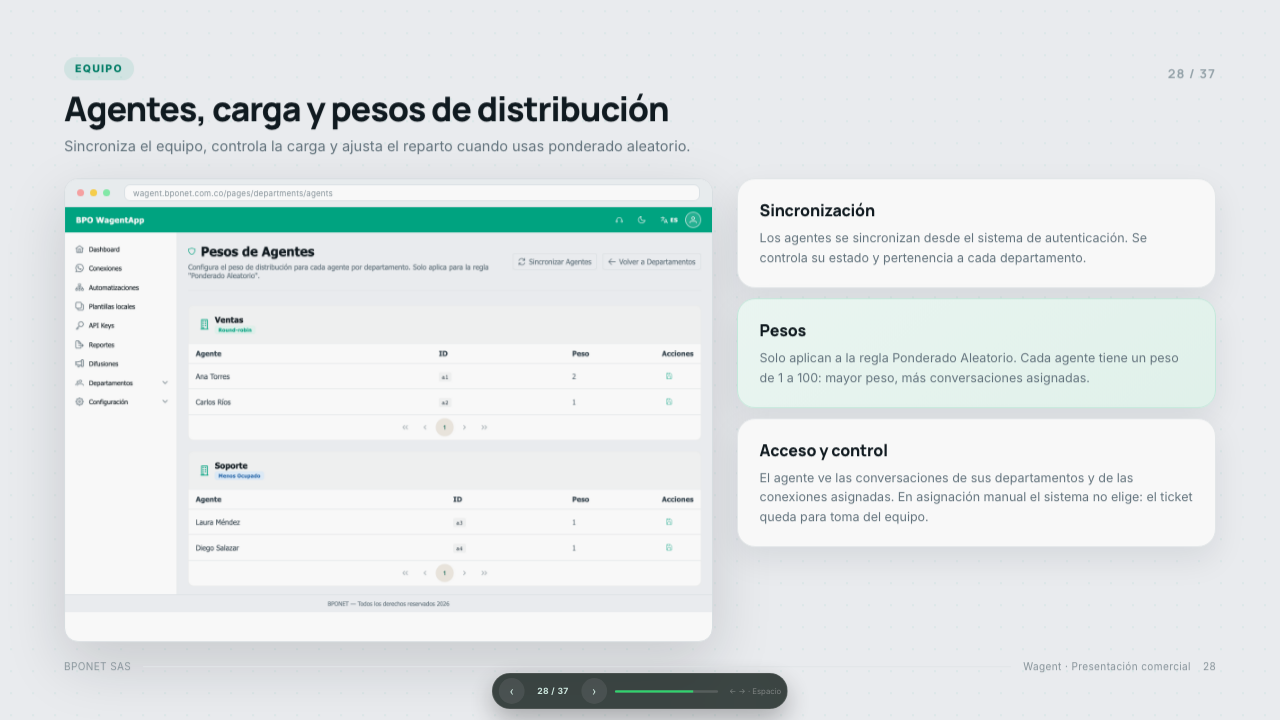 EQUIPO
28 / 37
Agentes, carga y pesos de distribución
Sincroniza el equipo, controla la carga y ajusta el reparto cuando usas ponderado aleatorio.
wagent.bponet.com.co/pages/departments/agents
BPO WagentApp
ES
Dashboard
Conexiones
Automatizaciones
Plantillas locales
API Keys
Reportes
Difusiones
Departamentos
Configuración
Pesos de Agentes
Configura el peso de distribución para cada agente por departamento. Solo aplica para la regla
"Ponderado Aleatorio".
Sincronizar Agentes
Volver a Departamentos
Ventas
Round-robin
Agente ID Peso Acciones
Ana Torres a1 2
Carlos Ríos a2 1
« ‹ 1 › »
Soporte
Menos Ocupado
Agente ID Peso Acciones
Laura Méndez a3 1
Diego Salazar a4 1
« ‹ 1 › »
BPONET — Todos los derechos reservados 2026
Sincronización
Los agentes se sincronizan desde el sistema de autenticación. Se
controla su estado y pertenencia a cada departamento.
Pesos
Solo aplican a la regla Ponderado Aleatorio. Cada agente tiene un peso
de 1 a 100: mayor peso, más conversaciones asignadas.
Acceso y control
El agente ve las conversaciones de sus departamentos y de las
conexiones asignadas. En asignación manual el sistema no elige: el ticket
queda para toma del equipo.
BPONET SAS
Wagent · Presentación comercial 28
‹ 28 / 37 › ← → · Espacio